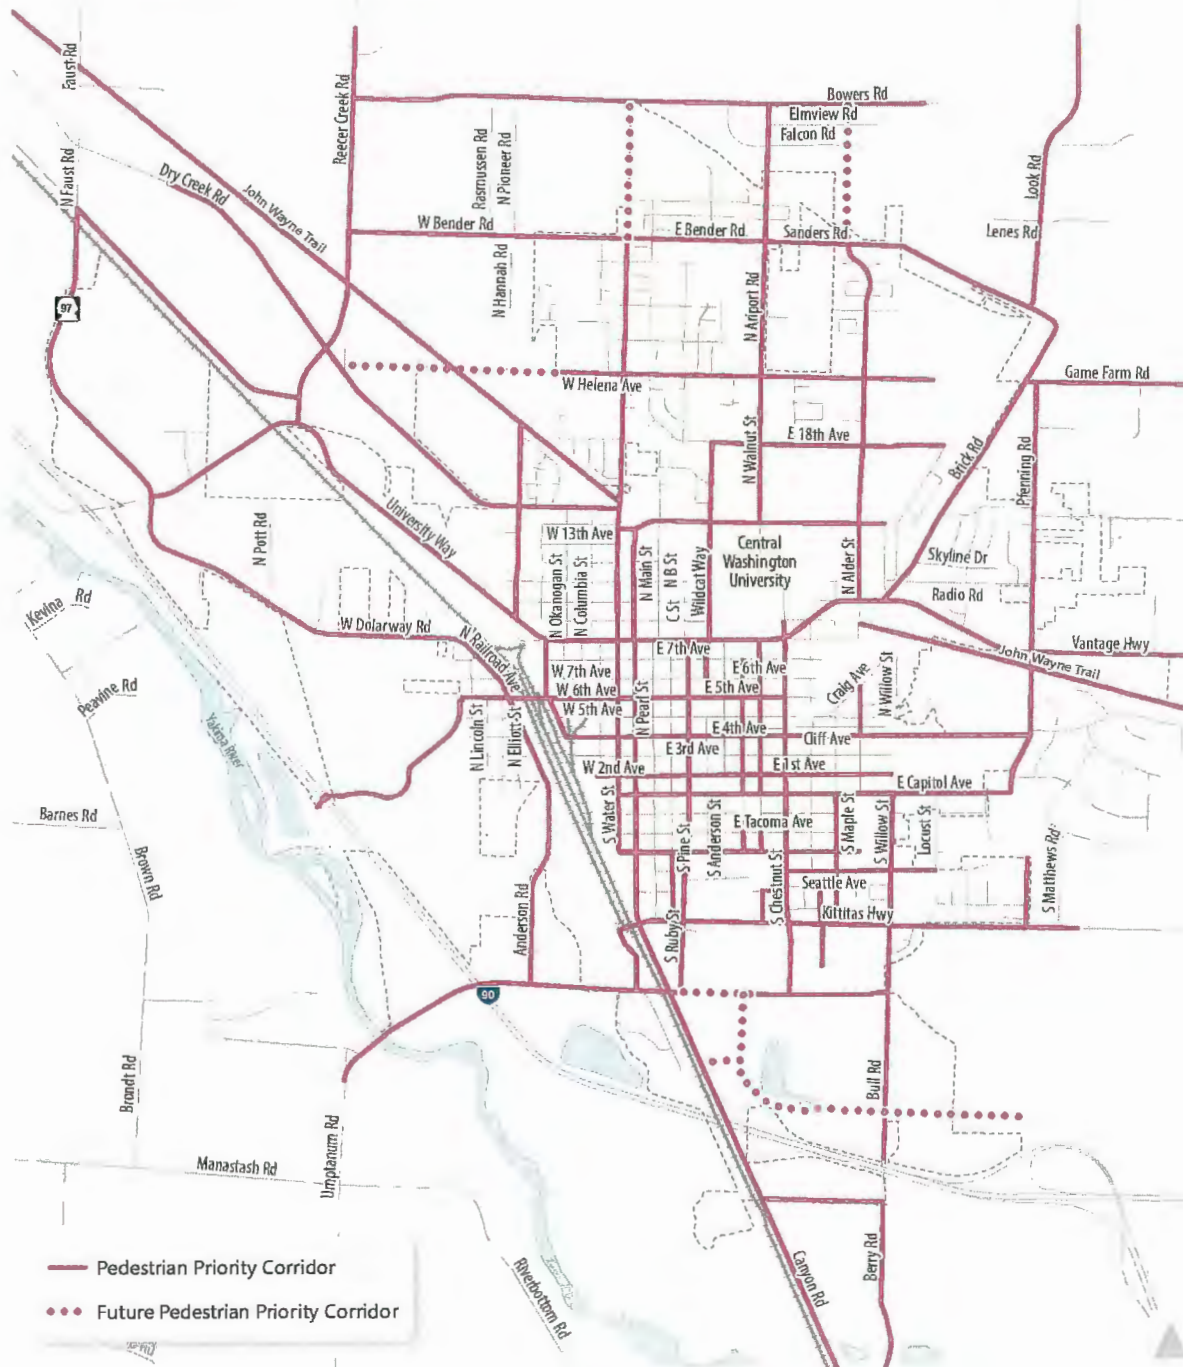 Faust Rd
Reecer Creek Rd
Bowers Rd
Elmview Rd
Falcon Rd
Look Rd
N Faust Rd
Dry Creek Rd
John Wayne Trail
Rasmussen Rd
N Pioneer Rd
W Bender Rd
E Bender Rd
Sanders Rd
Lenes Rd
97
N Hannah Rd
N Ariport Rd
W Helena Ave
Game Farm Rd
E 18th Ave
N Walnut St
Brick Rd
Pfenning Rd
University Way
N Pott Rd
W 13th Ave
Central
Washington
University
N Okanogan St
N Columbia St
N Main St
N B St
C St
Wildcat Way
N Alder St
Skyline Dr
Radio Rd
Kevina Rd
W Dolarway Rd
N Railroad Ave
E 7th Ave
Vantage Hwy
John Wayne Trail
W 7th Ave
E 6th Ave
W 6th Ave
E 5th Ave
Craig Ave
N Willow St
Peavine Rd
Yakima River
N Lincoln St
N Elliott St
W 5th Ave
N Pearl St
E 4th Ave
Cliff Ave
E 3rd Ave
W 2nd Ave
E 1st Ave
E Capitol Ave
Barnes Rd
Brown Rd
S Water St
S Pine St
S Anderson St
E Tacoma Ave
S Maple St
S Willow St
Locust St
S Matthews Rd
Seattle Ave
Kittitas Hwy
S Chestnut St
S Ruby St
Anderson Rd
90
Brondt Rd
Umptanum Rd
Bull Rd
Manastash Rd
Riverbottom Rd
Canyon Rd
Berry Rd
Pedestrian Priority Corridor
Future Pedestrian Priority Corridor